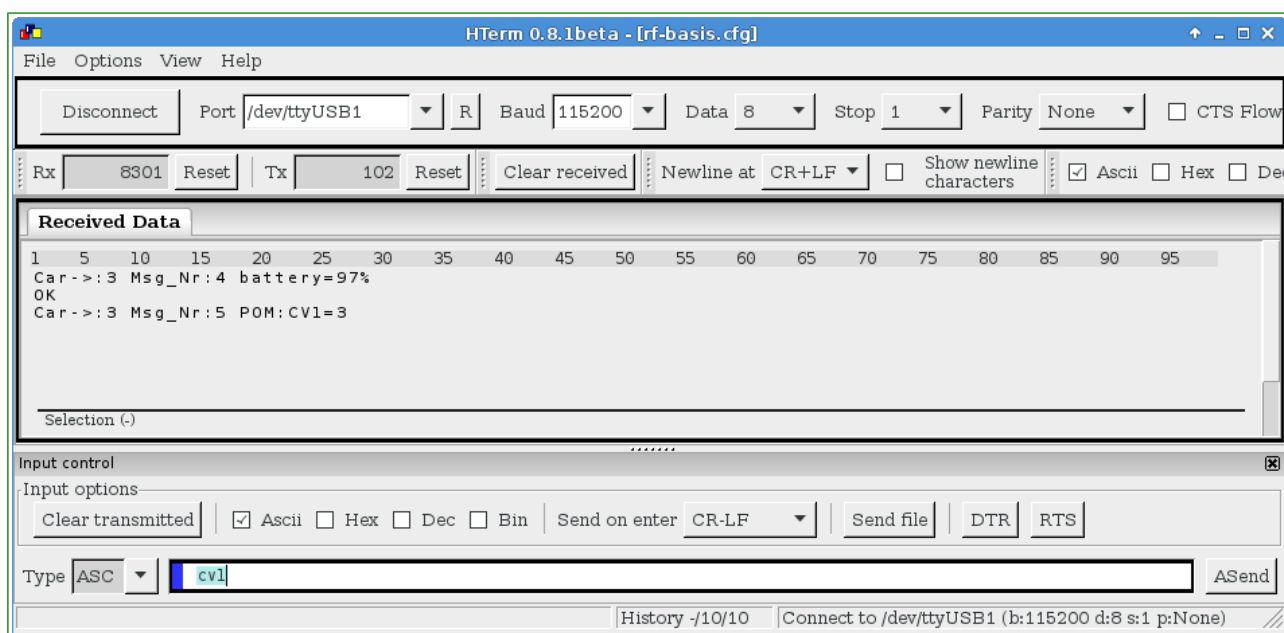 HTerm 0.8.1beta - [rf-basis.cfg]
File Options View Help
Disconnect Port /dev/ttyUSB1 R Baud 115200 Data 8 Stop 1 Parity None CTS Flow
Rx 8301 Reset Tx 102 Reset Clear received Newline at CR+LF Show newline characters Ascii Hex Dec
Received Data
1 5 10 15 20 25 30 35 40 45 50 55 60 65 70 75 80 85 90 95
Car->:3 Msg_Nr:4 battery=97%
OK
Car->:3 Msg_Nr:5 POM:CV1=3
Selection (-)
Input control
Input options
Clear transmitted Ascii Hex Dec Bin Send on enter CR-LF Send file DTR RTS
Type ASC cv1 ASend
History -/10/10 Connect to /dev/ttyUSB1 (b:115200 d:8 s:1 p:None)